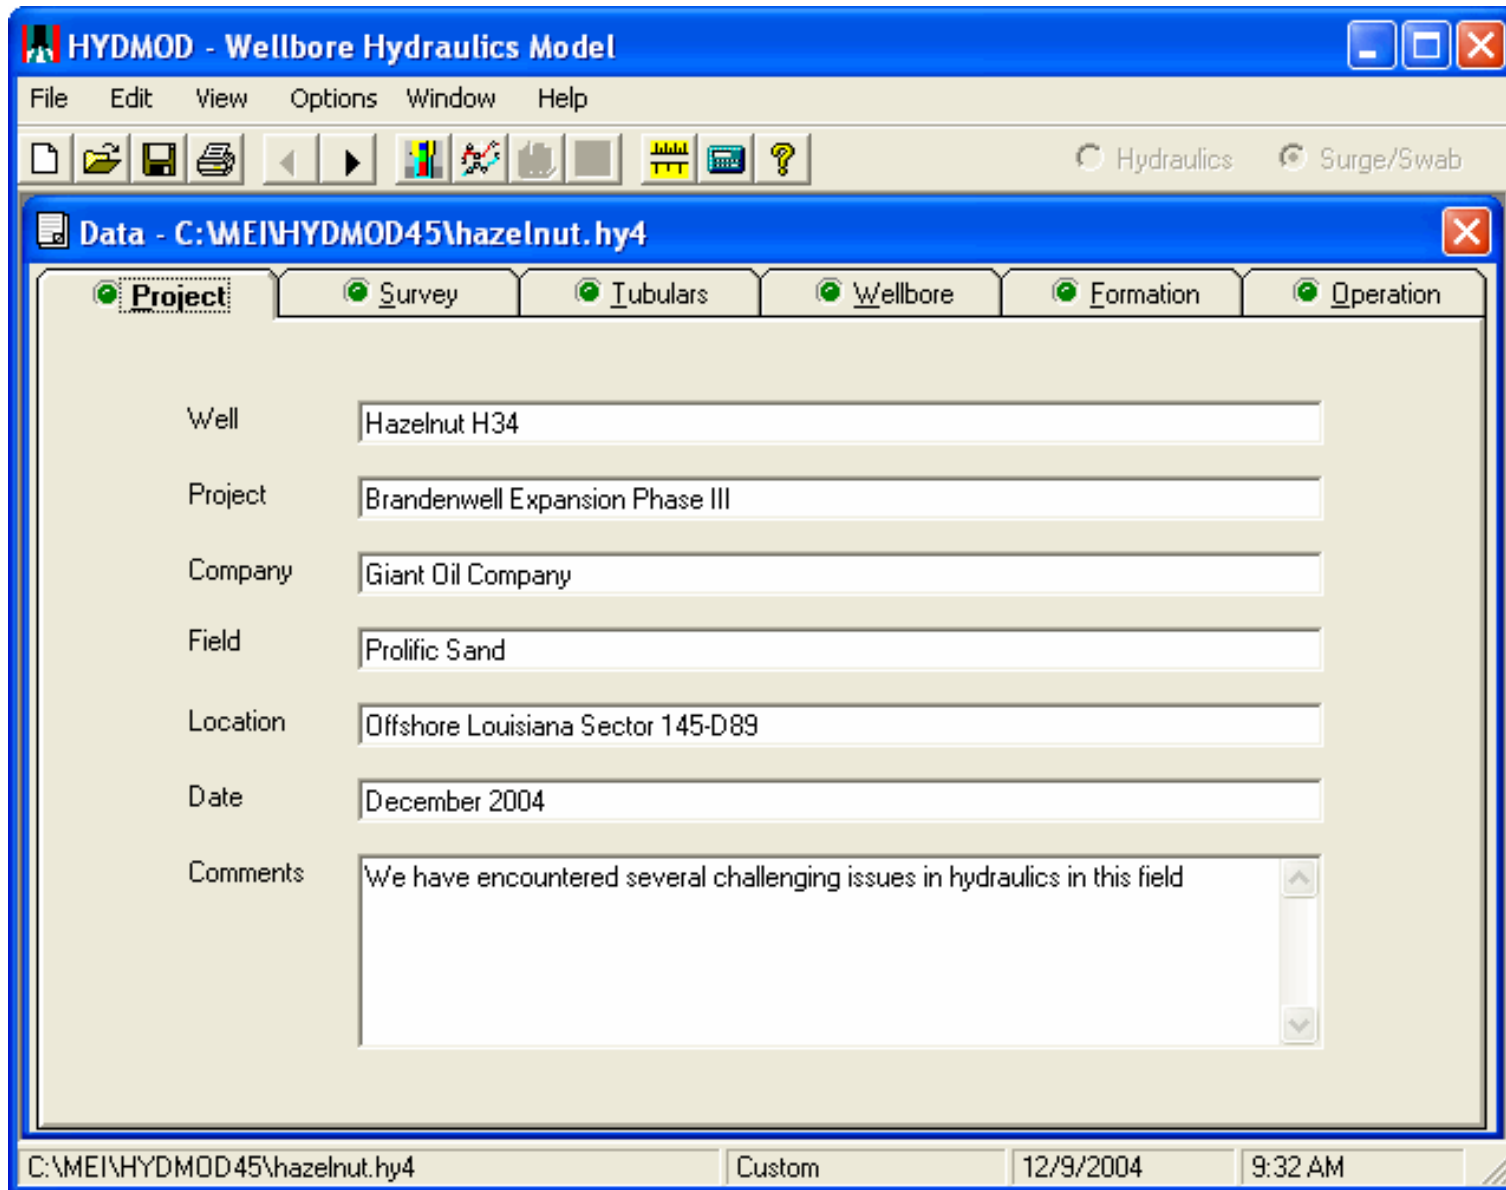 HYDMOD - Wellbore Hydraulics Model
File Edit View Options Window Help
Hydraulics Surge/Swab
Data - C:\MEI\HYDMOD45\hazelnut.hy4
Project Survey Tubulars Wellbore Formation Operation
Well Hazelnut H34
Project Brandenwell Expansion Phase III
Company Giant Oil Company
Field Prolific Sand
Location Offshore Louisiana Sector 145-D89
Date December 2004
Comments We have encountered several challenging issues in hydraulics in this field
C:\MEI\HYDMOD45\hazelnut.hy4 Custom 12/9/2004 9:32 AM